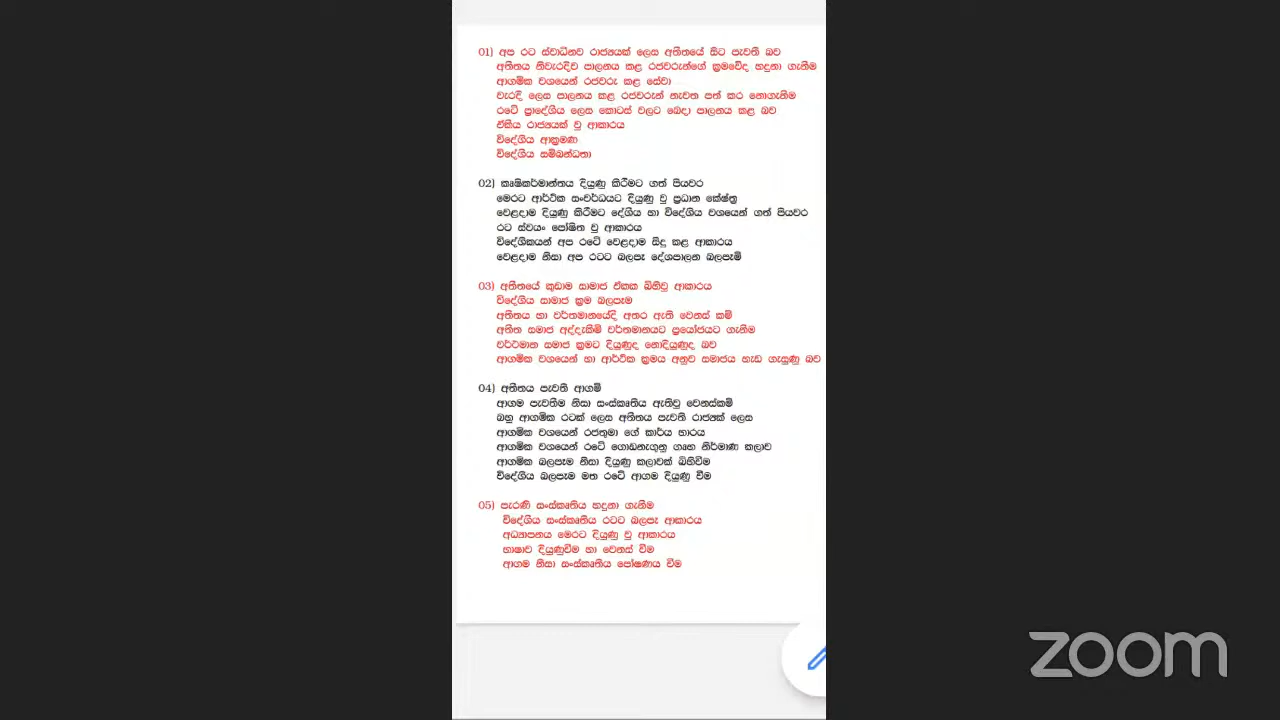 01) අප රට ස්වාධිනව රාජ්‍යයක් ලෙස අතීතයේ සිට පැවති බව
අතීතය නිවැරදිව පාලනය කළ රජවරුන්ගේ ක්‍රමවේද හදුනා ගැනීම
ආගමික වශයෙන් රජවරු කළ සේවා
වැරදි ලෙස පාලනය කළ රජවරුන් නැවත පත් කර නොගැනීම
රටේ ප්‍රාදේශීය ලෙස කොටස් වලට බෙදා පාලනය කළ බව
ඒකීය රාජ්‍යයක් වු ආකාරය
විදේශීය ආක්‍රමණ
විදේශීය සම්බන්ධතා
02) කෘෂිකර්මාන්තය දියුණු කිරීමට ගත් පියවර
මෙරට ආර්ථික සංවර්ධයට දියුණු වු ප්‍රධාන කේෂ්ත්‍ර
වෙළදාම දියුණු කිරීමට දේශීය හා විදේශීය වශයෙන් ගත් පියවර
රට ස්වයං පෝෂිත වු ආකාරය
විදේශිකයන් අප රටේ වෙළදාම සිදු කළ ආකාරය
වෙළදාම නිසා අප රටට බලපෑ දේශපාලන බලපෑම්
03) අතීතයේ කුඩාම සාමාජ ඒකක බිහිවු ආකාරය
විදේශීය සාමාජ ක්‍රම බලපෑම
අතීතය හා වර්තමානයේදි අතර ඇති වෙනස් කම්
අතීත සමාජ අද්දැකීම් වර්තමානයට ප්‍රයෝජයට ගැනීම
වර්ථමාන සමාජ ක්‍රමට දියුණුද නොදියුණුද බව
ආගමික වශයෙන් හා ආර්ථික ක්‍රමය අනුව සමාජය හැඩ ගැසුණු බව
04) අතීතය පැවති ආගම්
ආගම පැවතීම නිසා සංස්කෘතිය ඇතිවු වෙනස්කම්
බහු ආගමික රටක් ලෙස අතීතය පැවති රාජ්‍යක් ලෙස
ආගමික වශයෙන් රජතුමා ගේ කාර්ය භාරය
ආගමික වශයෙන් රටේ ගොඩනැගුනු ගෘහ නිර්මාණ කලාව
ආගමික බලපෑම නිසා දියුණු කලාවක් බිහිවීම
විදේශීය බලපෑම මත රටේ ආගම දියුණු වීම
05) පැරණි සංස්කෘතිය හදුනා ගැනීම
විදේශීය සංස්කෘතිය රටට බලපෑ ආකාරය
අධ්‍යාපනය මෙරට දියුණු වු ආකාරය
භාෂාව දියුණුවීම හා වෙනස් වීම
ආගම නිසා සංස්කෘතිය පෝෂණය වීම
zoom